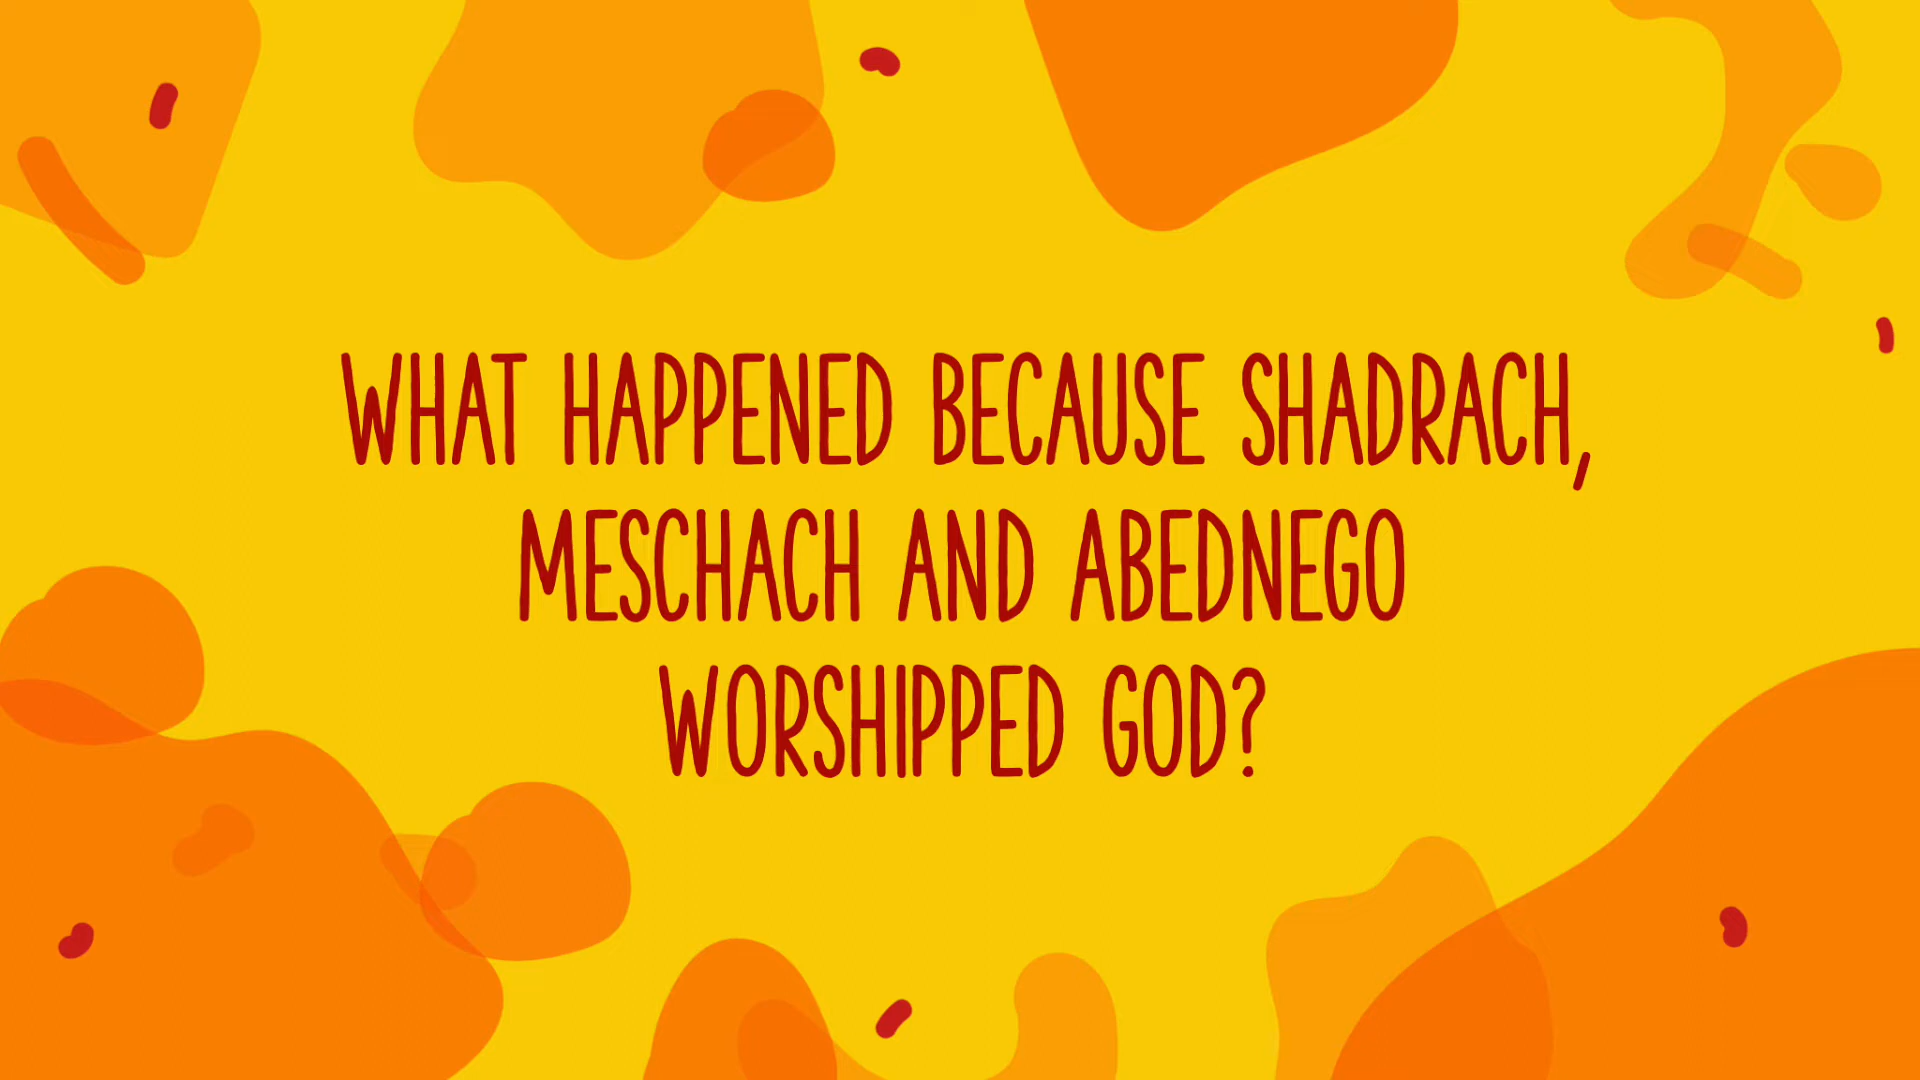 WHAT HAPPENED BECAUSE SHADRACH,
MESCHACH AND ABEDNEGO
WORSHIPPED GOD?